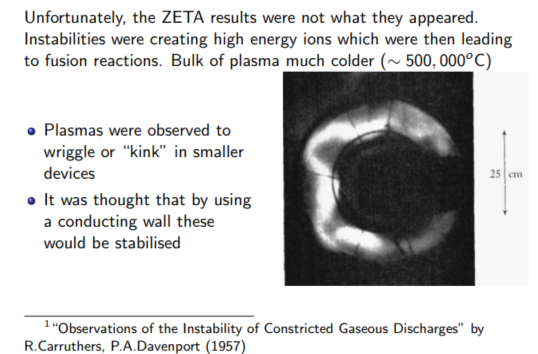 Unfortunately, the ZETA results were not what they appeared.
Instabilities were creating high energy ions which were then leading
to fusion reactions. Bulk of plasma much colder (∼ 500, 000°C)
Plasmas were observed to
wriggle or “kink” in smaller
devices
It was thought that by using
a conducting wall these
would be stabilised
25 cm
1 “Observations of the Instability of Constricted Gaseous Discharges” by
R.Carruthers, P.A.Davenport (1957)